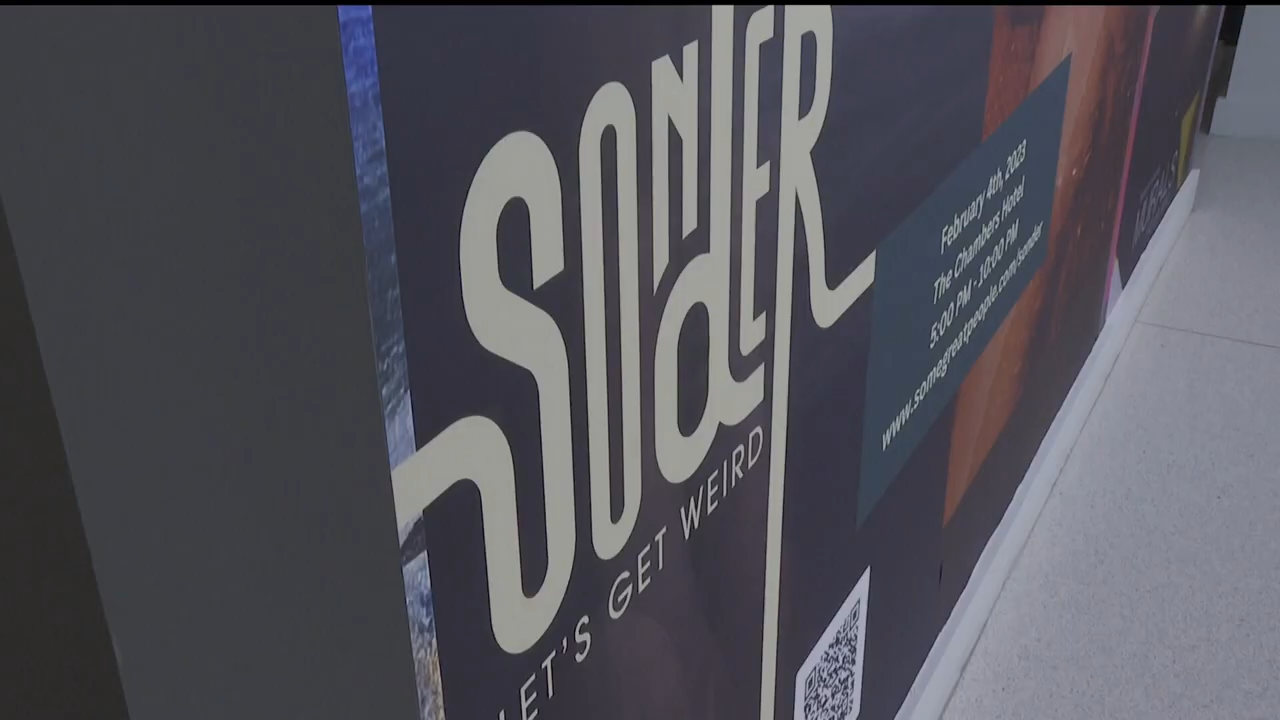 SONdER
LET'S GET WEIRD
February 4th, 2023
The Chambers Hotel
5:00 PM - 10:00 PM
www.somegreatpeople.com/sonder